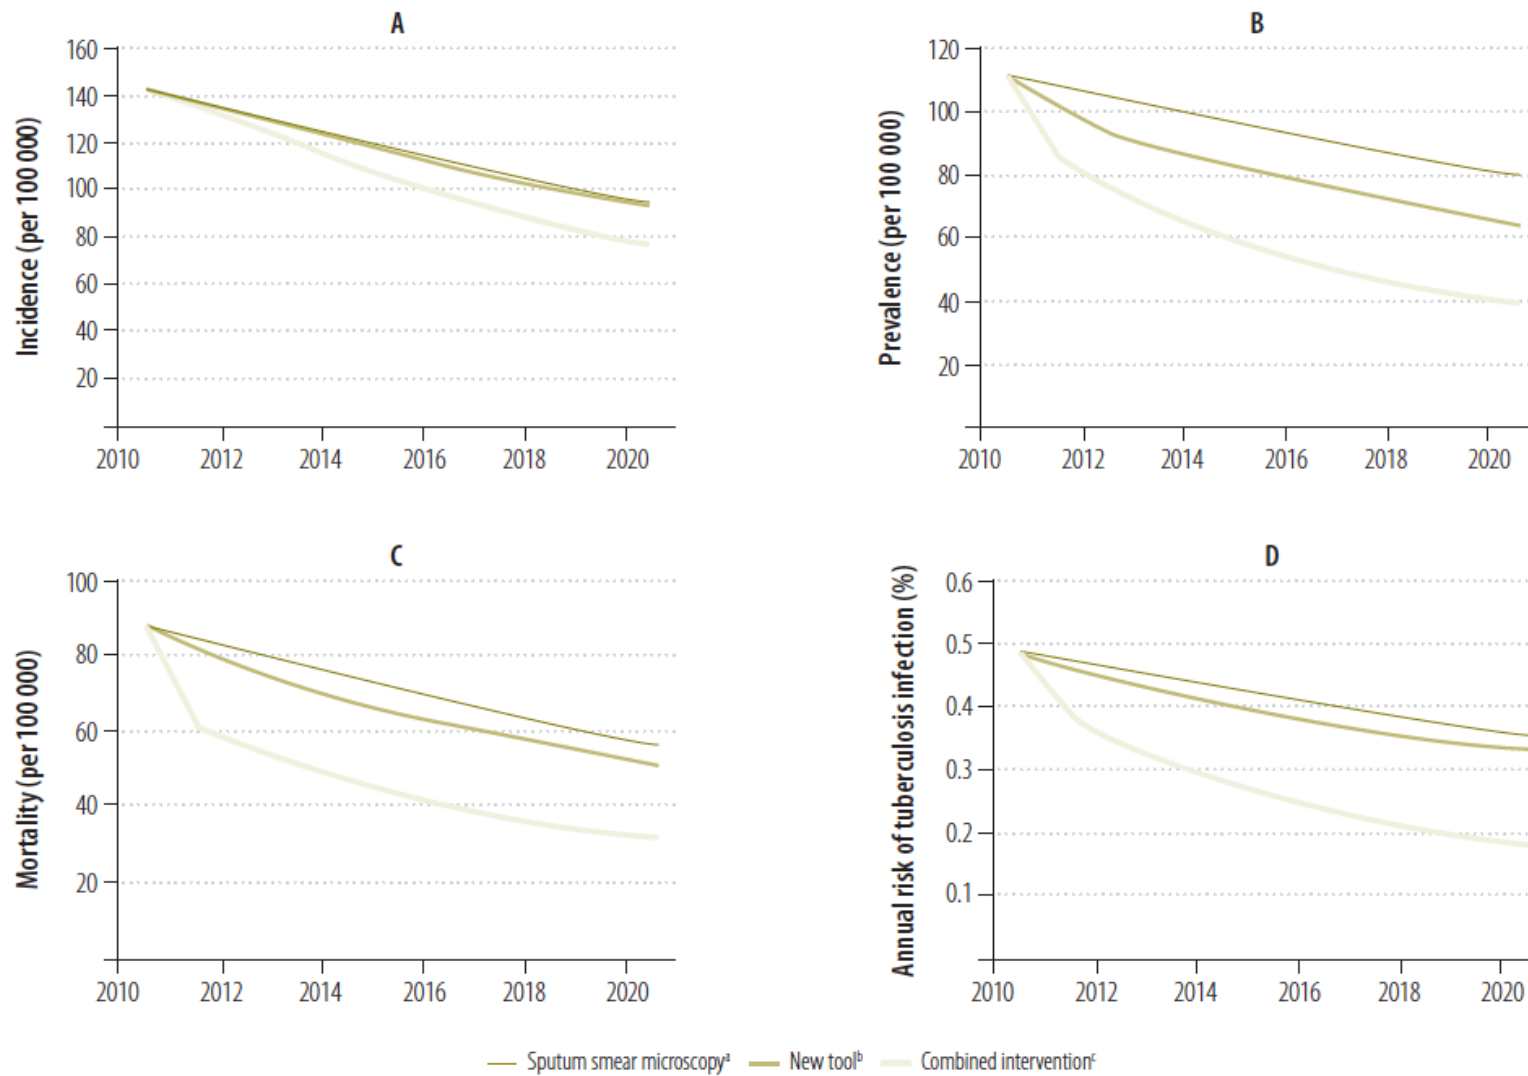 A
Incidence (per 100 000)
160
140
120
100
80
60
40
20
2010 2012 2014 2016 2018 2020
B
Prevalence (per 100 000)
120
100
80
60
40
20
2010 2012 2014 2016 2018 2020
C
Mortality (per 100 000)
100
80
60
40
20
2010 2012 2014 2016 2018 2020
D
Annual risk of tuberculosis infection (%)
0.6
0.5
0.4
0.3
0.2
0.1
2010 2012 2014 2016 2018 2020
Sputum smear microscopyᵃ New toolᵇ Combined interventionᶜ